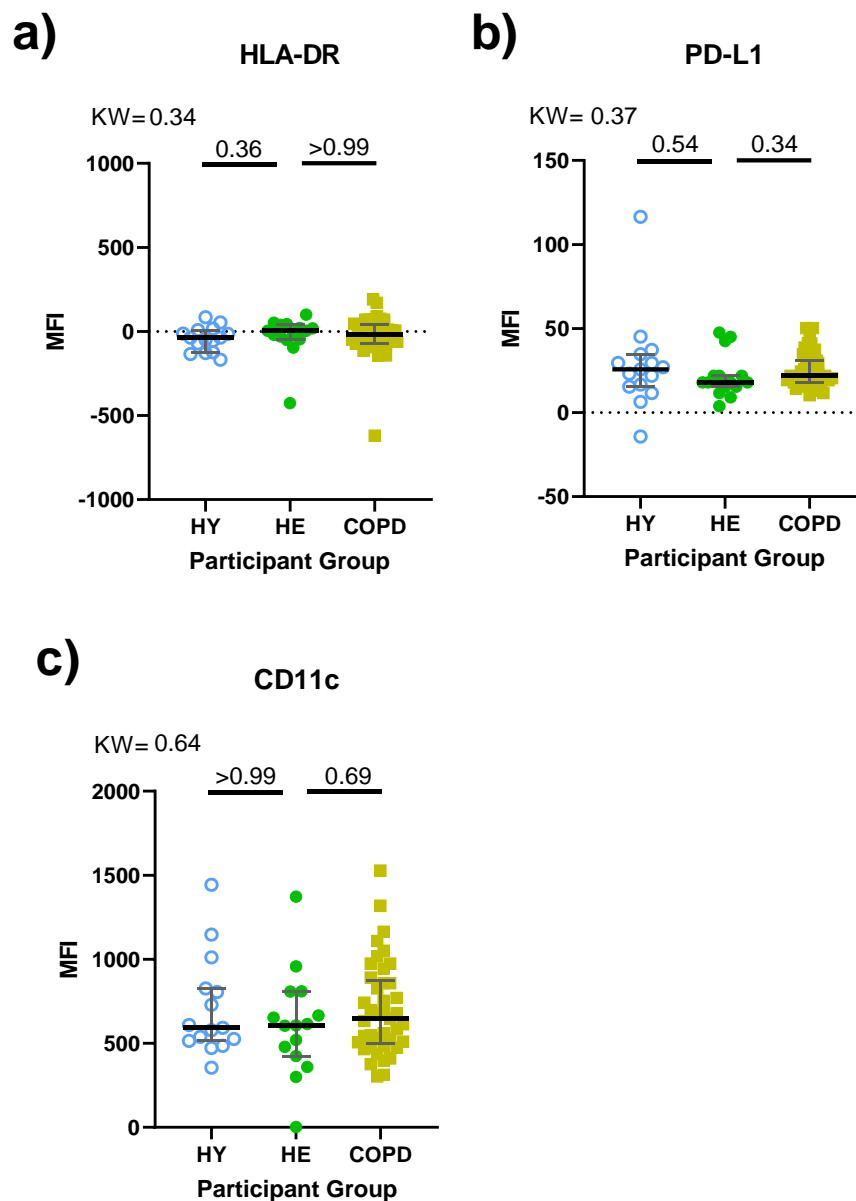 a)
HLA-DR
KW= 0.34
0.36
>0.99
1000
500
0
-500
-1000
MFI
HY
HE
COPD
Participant Group
b)
PD-L1
KW= 0.37
0.54
0.34
150
100
50
0
-50
MFI
HY
HE
COPD
Participant Group
c)
CD11c
KW= 0.64
>0.99
0.69
2000
1500
1000
500
0
MFI
HY
HE
COPD
Participant Group